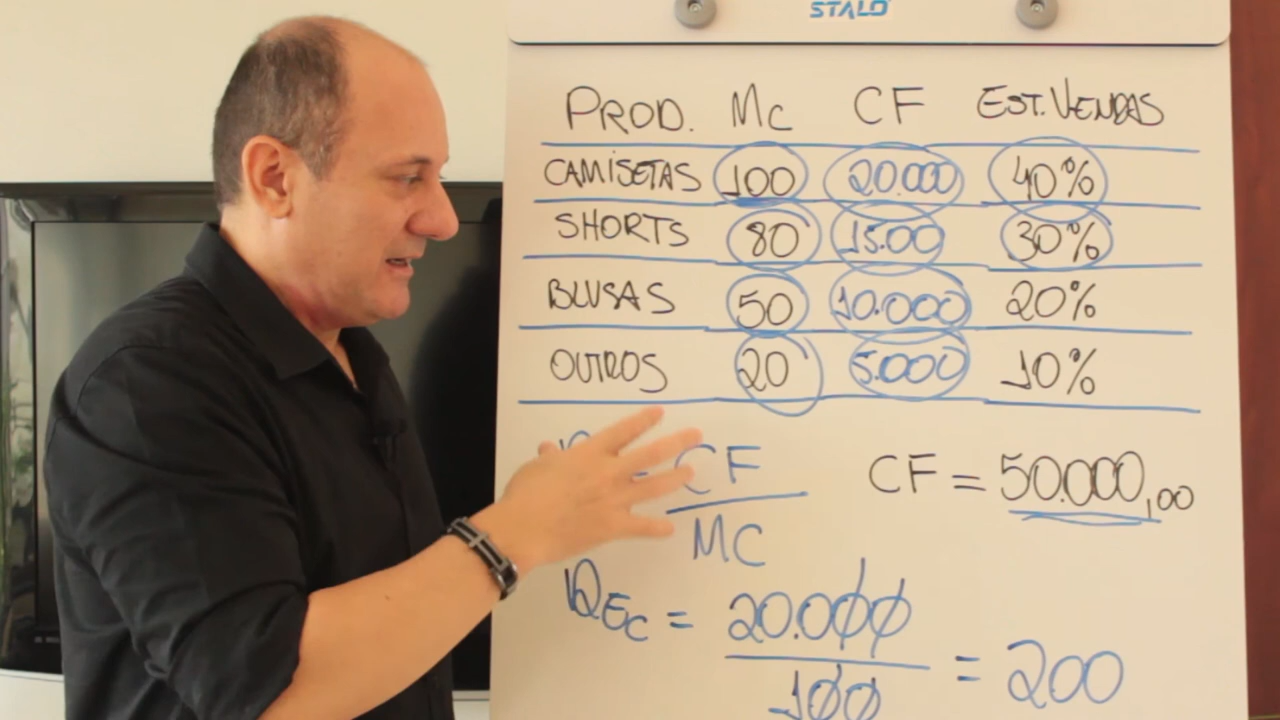 STALO
PROD. Mc CF EST. VENDAS
CAMISETAS 100 20.000 40%
SHORTS 80 15.00 30%
BLUSAS 50 10.000 20%
OUTROS 20 5.000 10%
CF CF = 50.000,00
MC
QEc = 20.000 = 200
100